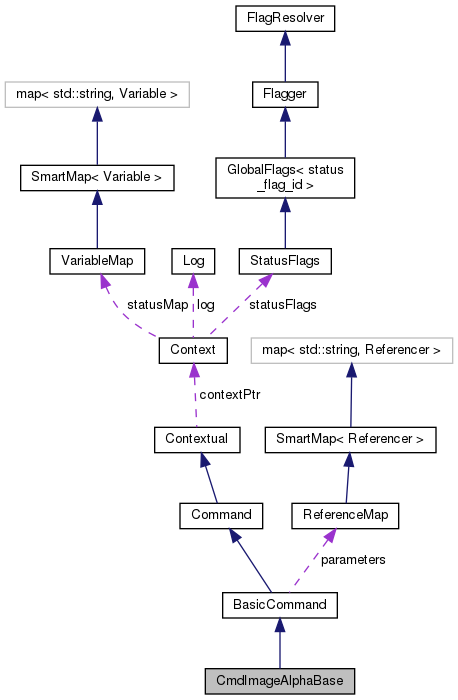 FlagResolver
map< std::string, Variable >
Flagger
SmartMap< Variable >
GlobalFlags< status
_flag_id >
VariableMap
Log
StatusFlags
statusMap
log
statusFlags
Context
map< std::string, Referencer >
contextPtr
Contextual
SmartMap< Referencer >
Command
ReferenceMap
parameters
BasicCommand
CmdImageAlphaBase